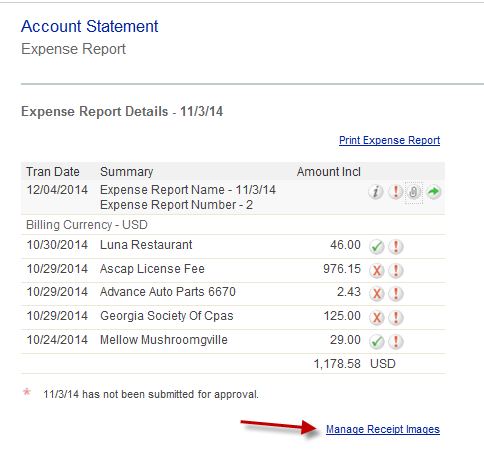 Account Statement
Expense Report
Expense Report Details - 11/3/14
Print Expense Report
Tran Date Summary Amount Incl
12/04/2014 Expense Report Name - 11/3/14
Expense Report Number - 2
Billing Currency - USD
10/30/2014 Luna Restaurant 46.00
10/29/2014 Ascap License Fee 976.15
10/29/2014 Advance Auto Parts 6670 2.43
10/29/2014 Georgia Society Of Cpas 125.00
10/24/2014 Mellow Mushroomgville 29.00
1,178.58 USD
* 11/3/14 has not been submitted for approval.
Manage Receipt Images